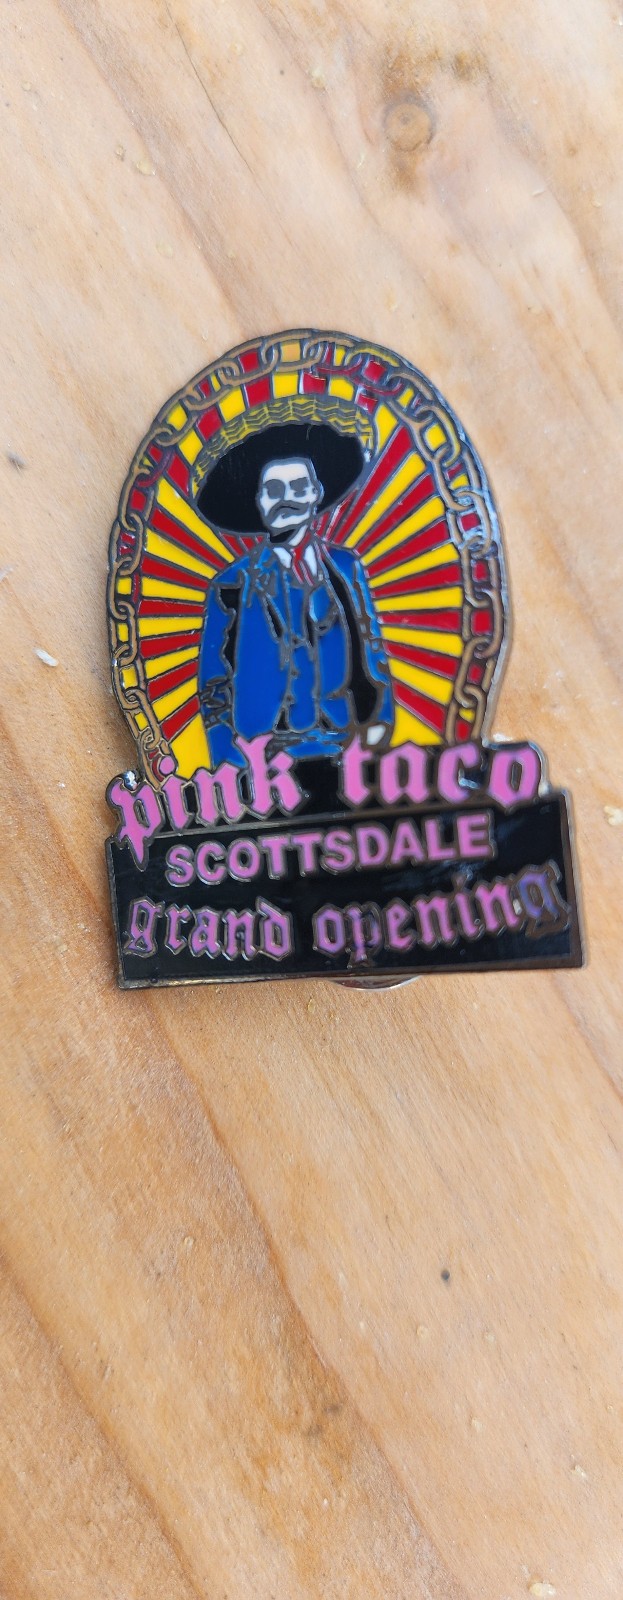 pink taco
SCOTTSDALE
grand opening